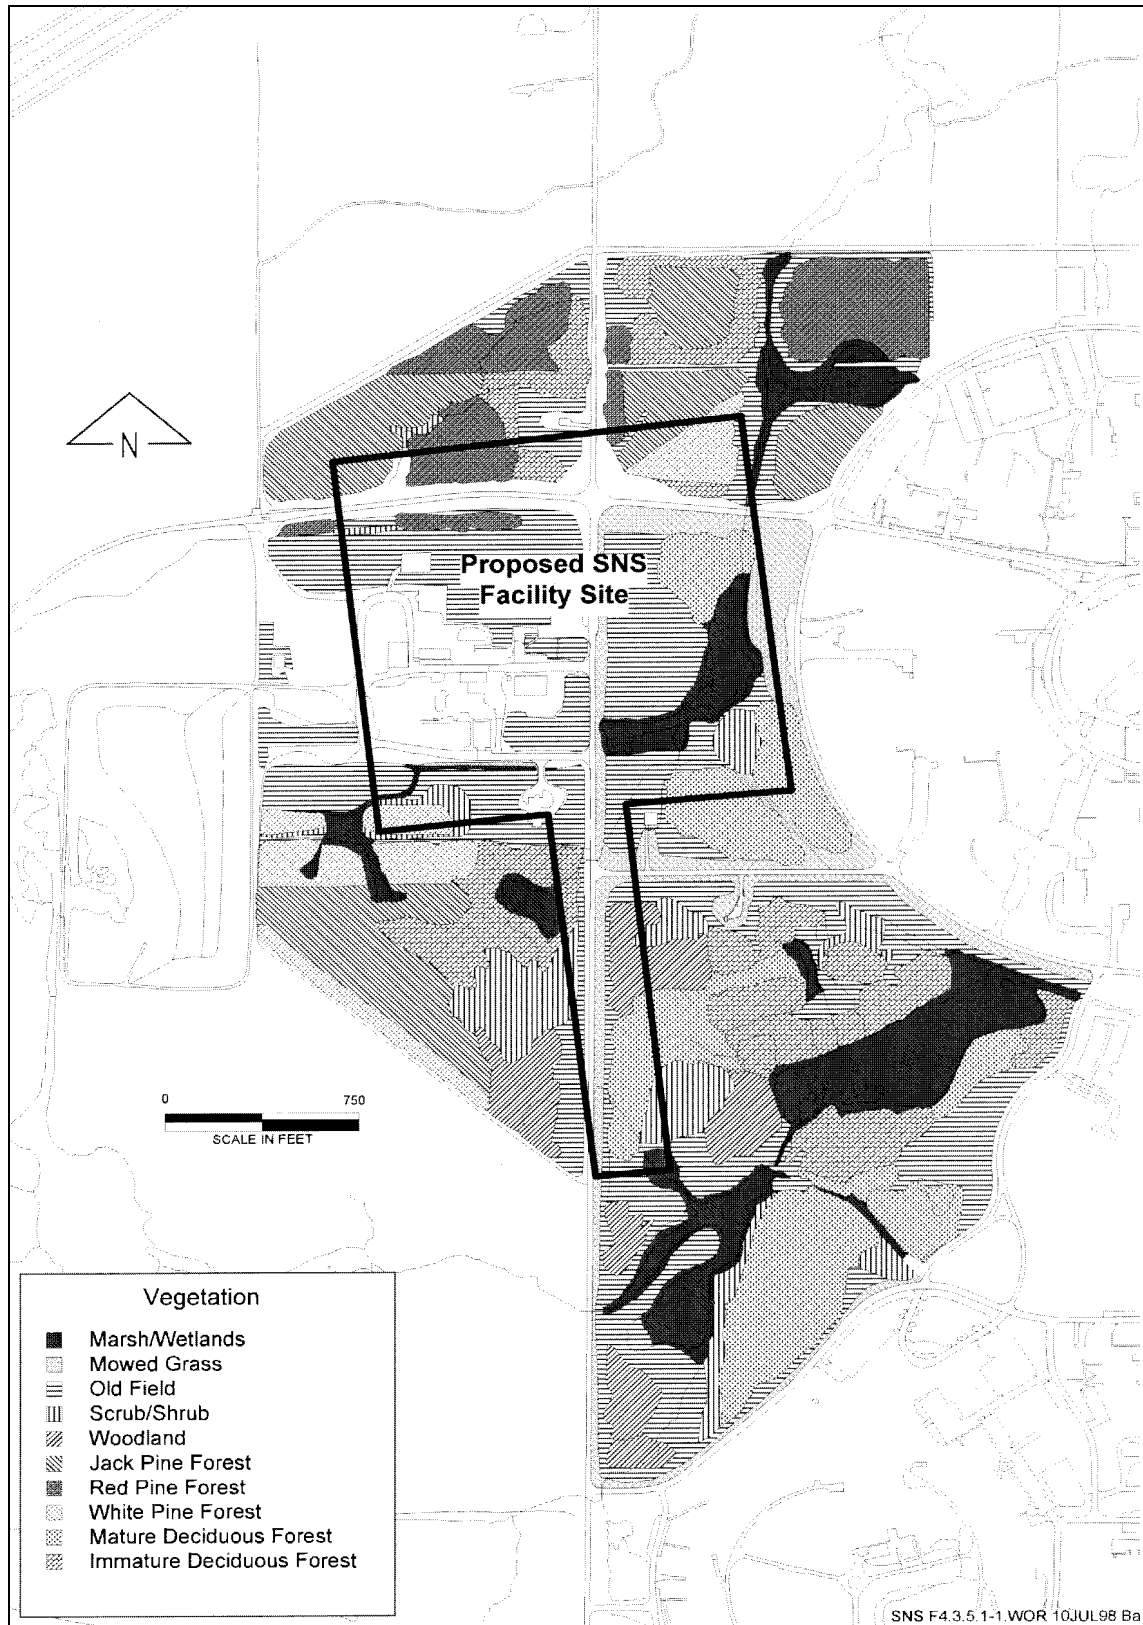 N
Proposed SNS
Facility Site
0 750
SCALE IN FEET
Vegetation
Marsh/Wetlands
Mowed Grass
Old Field
Scrub/Shrub
Woodland
Jack Pine Forest
Red Pine Forest
White Pine Forest
Mature Deciduous Forest
Immature Deciduous Forest
SNS F4.3.5.1-1.WOR 10JUL98 Ba